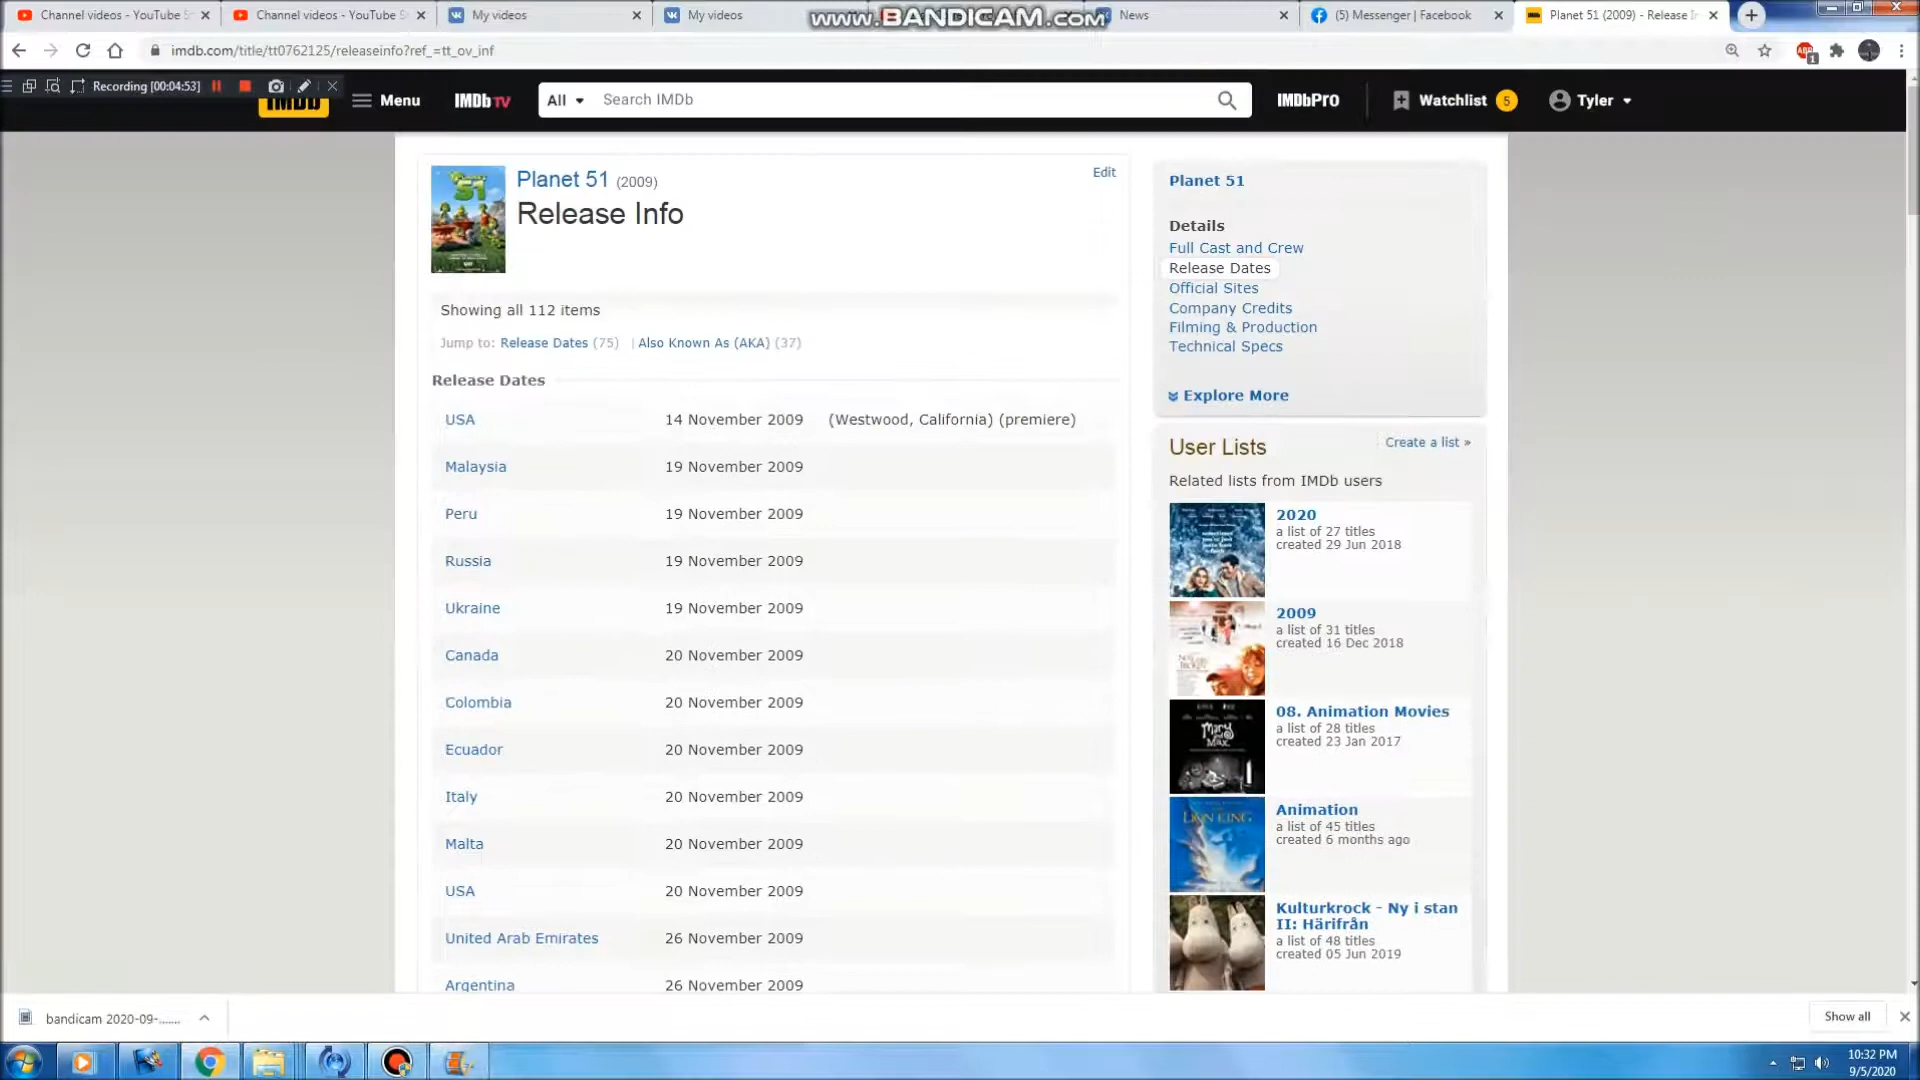 Channel videos - YouTube S
Channel videos - YouTube S
My videos
My videos
WWW.BANDICAM.COM
News
(5) Messenger | Facebook
Planet 51 (2009) - Release I
imdb.com/title/tt0762125/releaseinfo?ref_=tt_ov_inf
ABP
1
Recording [00:04:53]
IMDb
Menu
IMDbTV
All
Search IMDb
IMDbPro
Watchlist 5
Tyler
51
Planet 51 (2009)
Edit
Release Info
Showing all 112 items
Jump to: Release Dates (75) | Also Known As (AKA) (37)
Release Dates
USA 14 November 2009 (Westwood, California) (premiere)
Malaysia 19 November 2009
Peru 19 November 2009
Russia 19 November 2009
Ukraine 19 November 2009
Canada 20 November 2009
Colombia 20 November 2009
Ecuador 20 November 2009
Italy 20 November 2009
Malta 20 November 2009
USA 20 November 2009
United Arab Emirates 26 November 2009
Argentina 26 November 2009
Planet 51
Details
Full Cast and Crew
Release Dates
Official Sites
Company Credits
Filming & Production
Technical Specs
Explore More
User Lists
Create a list »
Related lists from IMDb users
2020
a list of 27 titles
created 29 Jun 2018
2009
a list of 31 titles
created 16 Dec 2018
Mary and Max.
08. Animation Movies
a list of 28 titles
created 23 Jan 2017
LION KING
Animation
a list of 45 titles
created 6 months ago
Kulturkrock - Ny i stan
II: Härifrån
a list of 48 titles
created 05 Jun 2019
bandicam 2020-09-.......
Show all
10:32 PM
9/5/2020